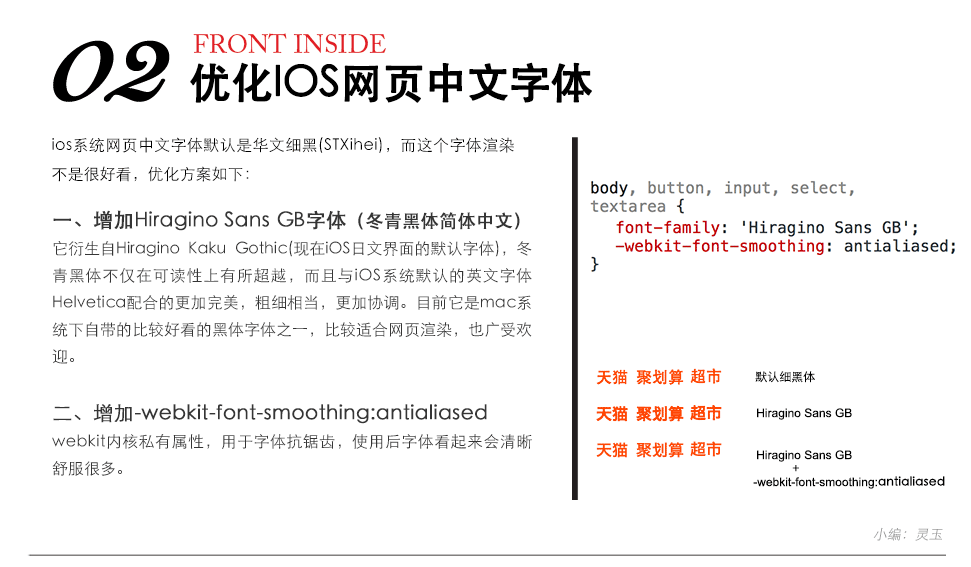 02
FRONT INSIDE
优化IOS网页中文字体
ios系统网页中文字体默认是华文细黑(STXihei)，而这个字体渲染
不是很好看，优化方案如下：
一、增加Hiragino Sans GB字体（冬青黑体简体中文）
它衍生自Hiragino Kaku Gothic(现在iOS日文界面的默认字体)，冬
青黑体不仅在可读性上有所超越，而且与iOS系统默认的英文字体
Helvetica配合的更加完美，粗细相当，更加协调。目前它是mac系
统下自带的比较好看的黑体字体之一，比较适合网页渲染，也广受欢
迎。
二、增加-webkit-font-smoothing:antialiased
webkit内核私有属性，用于字体抗锯齿，使用后字体看起来会清晰
舒服很多。
body, button, input, select,
textarea {
font-family: 'Hiragino Sans GB';
-webkit-font-smoothing: antialiased;
}
天猫 聚划算 超市 默认细黑体
天猫 聚划算 超市 Hiragino Sans GB
天猫 聚划算 超市 Hiragino Sans GB
+
-webkit-font-smoothing:antialiased
小编：灵玉